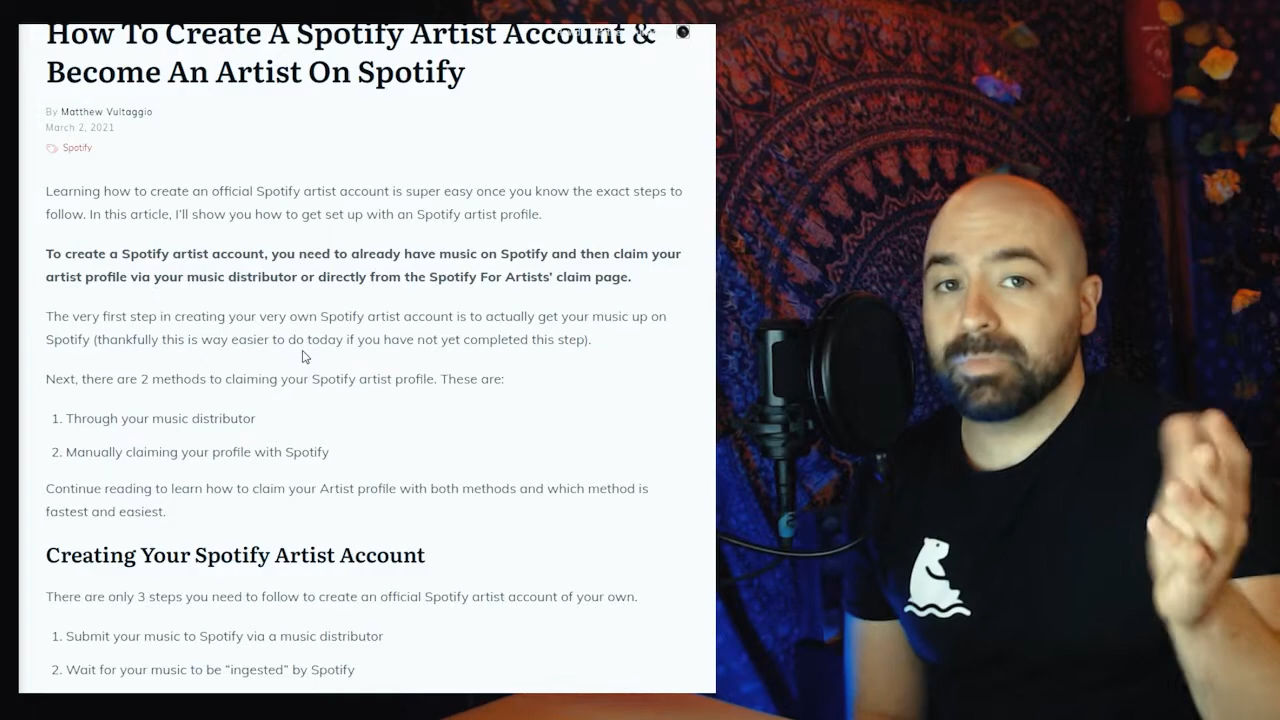 How To Create A Spotify Artist Account &
Become An Artist On Spotify
By Matthew Vultaggio
March 2, 2021
Spotify
Learning how to create an official Spotify artist account is super easy once you know the exact steps to
follow. In this article, I’ll show you how to get set up with an Spotify artist profile.
To create a Spotify artist account, you need to already have music on Spotify and then claim your
artist profile via your music distributor or directly from the Spotify For Artists’ claim page.
The very first step in creating your very own Spotify artist account is to actually get your music up on
Spotify (thankfully this is way easier to do today if you have not yet completed this step).
Next, there are 2 methods to claiming your Spotify artist profile. These are:
1. Through your music distributor
2. Manually claiming your profile with Spotify
Continue reading to learn how to claim your Artist profile with both methods and which method is
fastest and easiest.
Creating Your Spotify Artist Account
There are only 3 steps you need to follow to create an official Spotify artist account of your own.
1. Submit your music to Spotify via a music distributor
2. Wait for your music to be “ingested” by Spotify